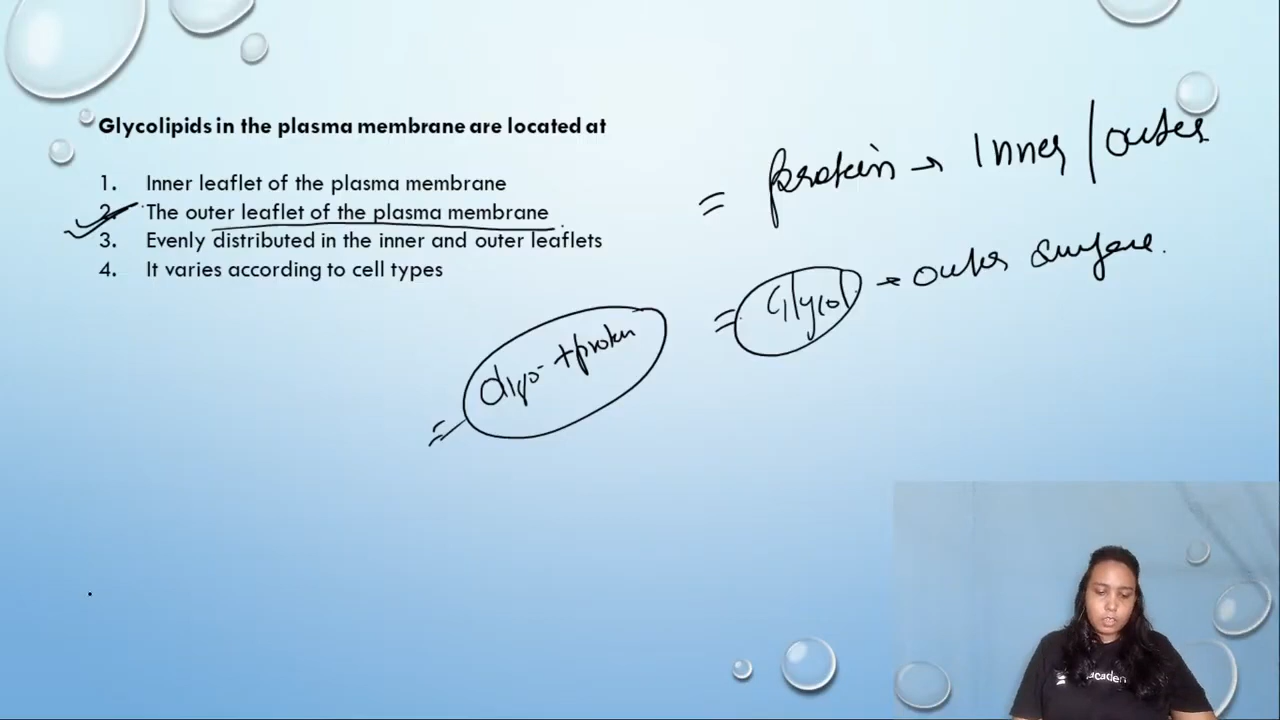 Glycolipids in the plasma membrane are located at
1. Inner leaflet of the plasma membrane
2. The outer leaflet of the plasma membrane
3. Evenly distributed in the inner and outer leaflets
4. It varies according to cell types
= protein → Inner / outer
= Glycol → outer surface.
= + protein